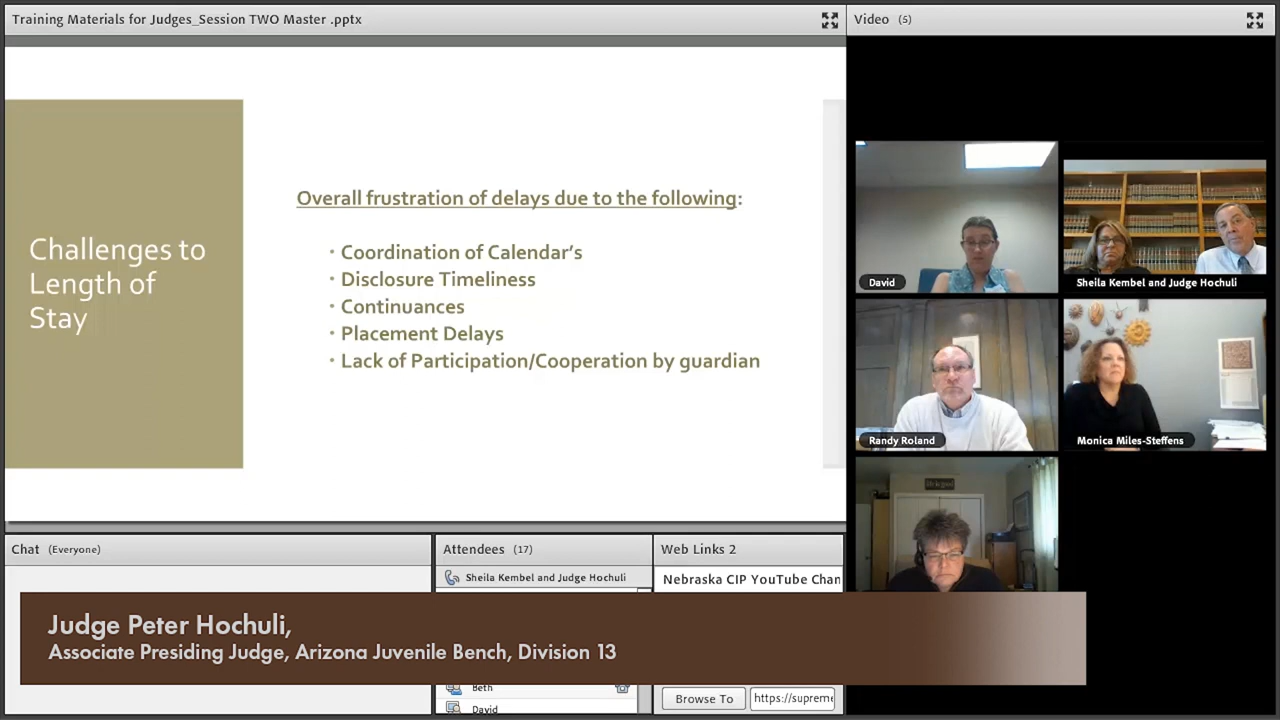 Training Materials for Judges_Session TWO Master .pptx
Video (5)
Challenges to
Length of
Stay
Overall frustration of delays due to the following:
• Coordination of Calendar's
• Disclosure Timeliness
• Continuances
• Placement Delays
• Lack of Participation/Cooperation by guardian
David
Sheila Kembel and Judge Hochuli
Randy Roland
Monica Miles-Steffens
Chat (Everyone)
Attendees (17)
Sheila Kembel and Judge Hochuli
Beth
David
Web Links 2
Nebraska CIP YouTube Chan
Browse To
https://supreme
Judge Peter Hochuli,
Associate Presiding Judge, Arizona Juvenile Bench, Division 13